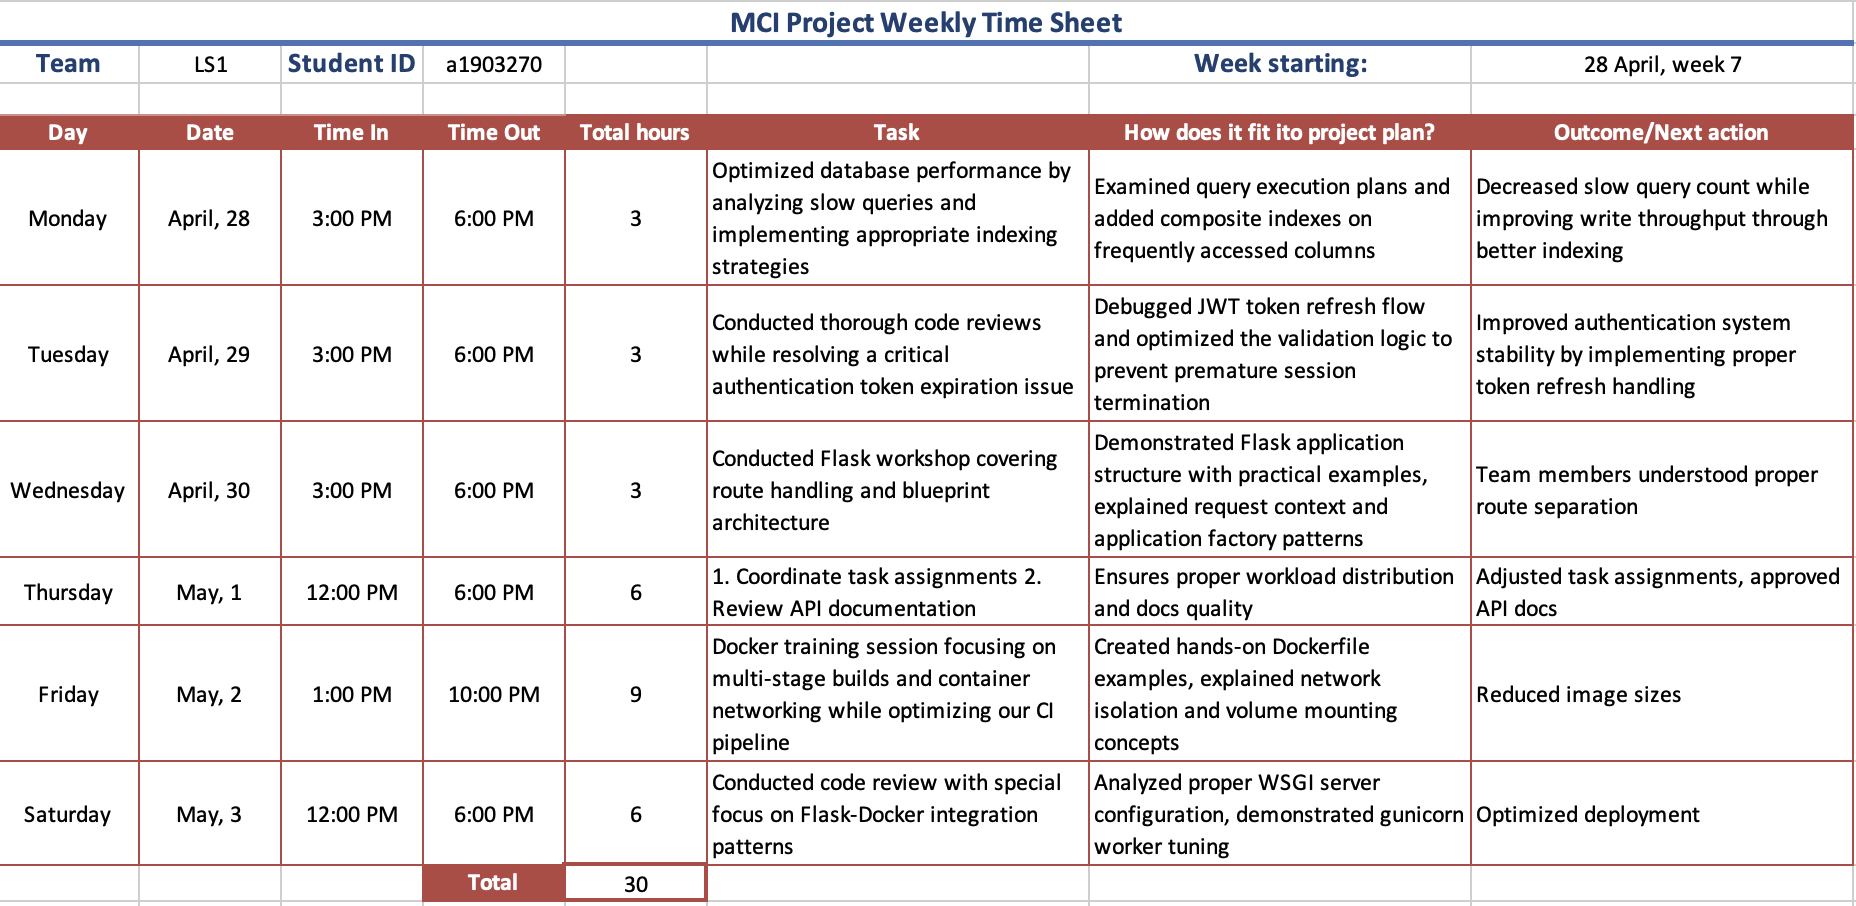 MCI Project Weekly Time Sheet
Team LS1 Student ID a1903270 Week starting: 28 April, week 7
Day Date Time In Time Out Total hours Task How does it fit ito project plan? Outcome/Next action
Monday April, 28 3:00 PM 6:00 PM 3
Optimized database performance by
analyzing slow queries and
implementing appropriate indexing
strategies
Examined query execution plans and
added composite indexes on
frequently accessed columns
Decreased slow query count while
improving write throughput through
better indexing
Tuesday April, 29 3:00 PM 6:00 PM 3
Conducted thorough code reviews
while resolving a critical
authentication token expiration issue
Debugged JWT token refresh flow
and optimized the validation logic to
prevent premature session
termination
Improved authentication system
stability by implementing proper
token refresh handling
Wednesday April, 30 3:00 PM 6:00 PM 3
Conducted Flask workshop covering
route handling and blueprint
architecture
Demonstrated Flask application
structure with practical examples,
explained request context and
application factory patterns
Team members understood proper
route separation
Thursday May, 1 12:00 PM 6:00 PM 6
1. Coordinate task assignments 2.
Review API documentation
Ensures proper workload distribution
and docs quality
Adjusted task assignments, approved
API docs
Friday May, 2 1:00 PM 10:00 PM 9
Docker training session focusing on
multi-stage builds and container
networking while optimizing our CI
pipeline
Created hands-on Dockerfile
examples, explained network
isolation and volume mounting
concepts
Reduced image sizes
Saturday May, 3 12:00 PM 6:00 PM 6
Conducted code review with special
focus on Flask-Docker integration
patterns
Analyzed proper WSGI server
configuration, demonstrated gunicorn
worker tuning
Optimized deployment
Total 30